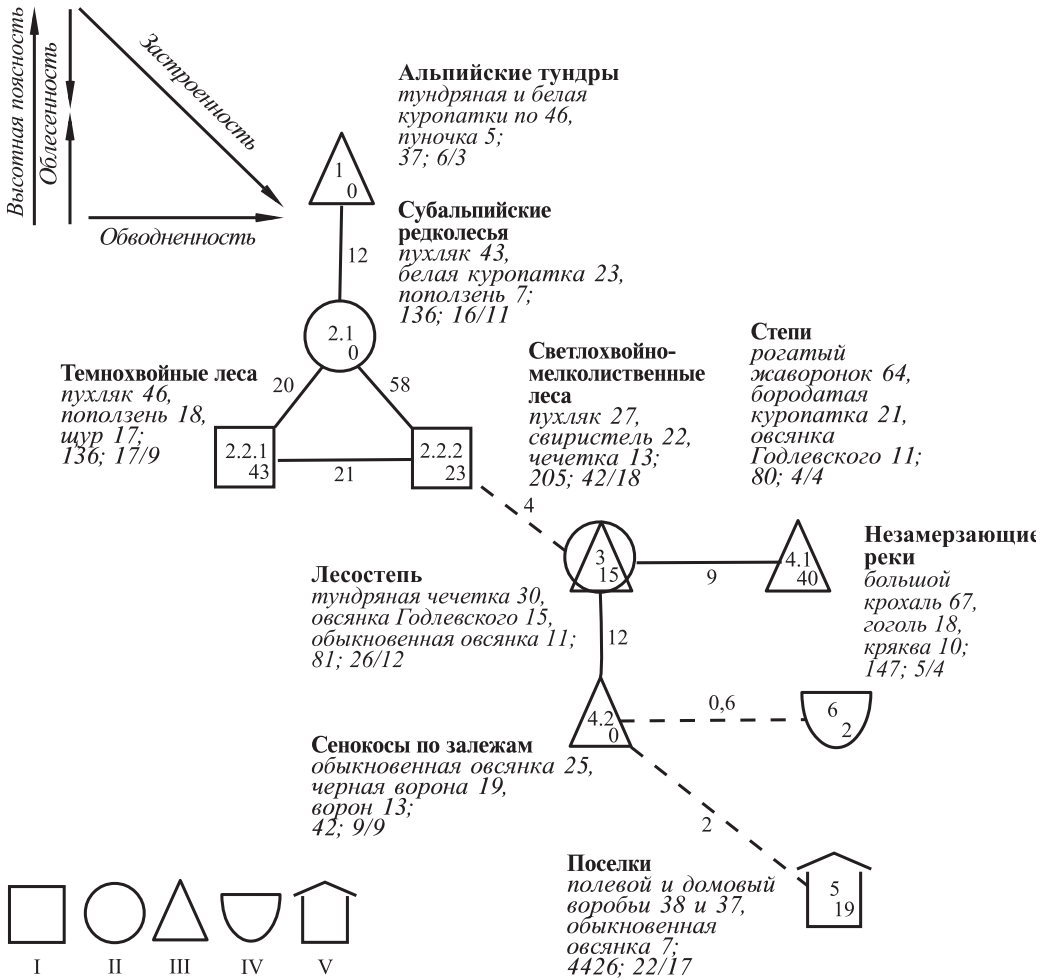 Высотная поясность
Облесенность
Застроенность
Обводненность
Альпийские тундры
тундряная и белая
куропатки по 46,
пуночка 5;
37; 6/3
1
0
12
Субальпийские
редколесья
пухляк 43,
белая куропатка 23,
поползень 7;
136; 16/11
2.1
0
20
58
Темнохвойные леса
пухляк 46,
поползень 18,
щур 17;
136; 17/9
2.2.1
43
21
2.2.2
23
Светлохвойно-
мелколиственные
леса
пухляк 27,
свиристель 22,
чечетка 13;
205; 42/18
Степи
рогатый
жаворонок 64,
бородатая
куропатка 21,
овсянка
Годлевского 11;
80; 4/4
4
3
15
9
4.1
40
Незамерзающие
реки
большой
крохаль 67,
гоголь 18,
кряква 10;
147; 5/4
Лесостепь
тундряная чечетка 30,
овсянка Годлевского 15,
обыкновенная овсянка 11;
81; 26/12
12
4.2
0
0,6
6
2
Сенокосы по залежам
обыкновенная овсянка 25,
черная ворона 19,
ворон 13;
42; 9/9
2
Поселки
полевой и домовый
воробьи 38 и 37,
обыкновенная
овсянка 7;
4426; 22/17
5
19
I II III IV V